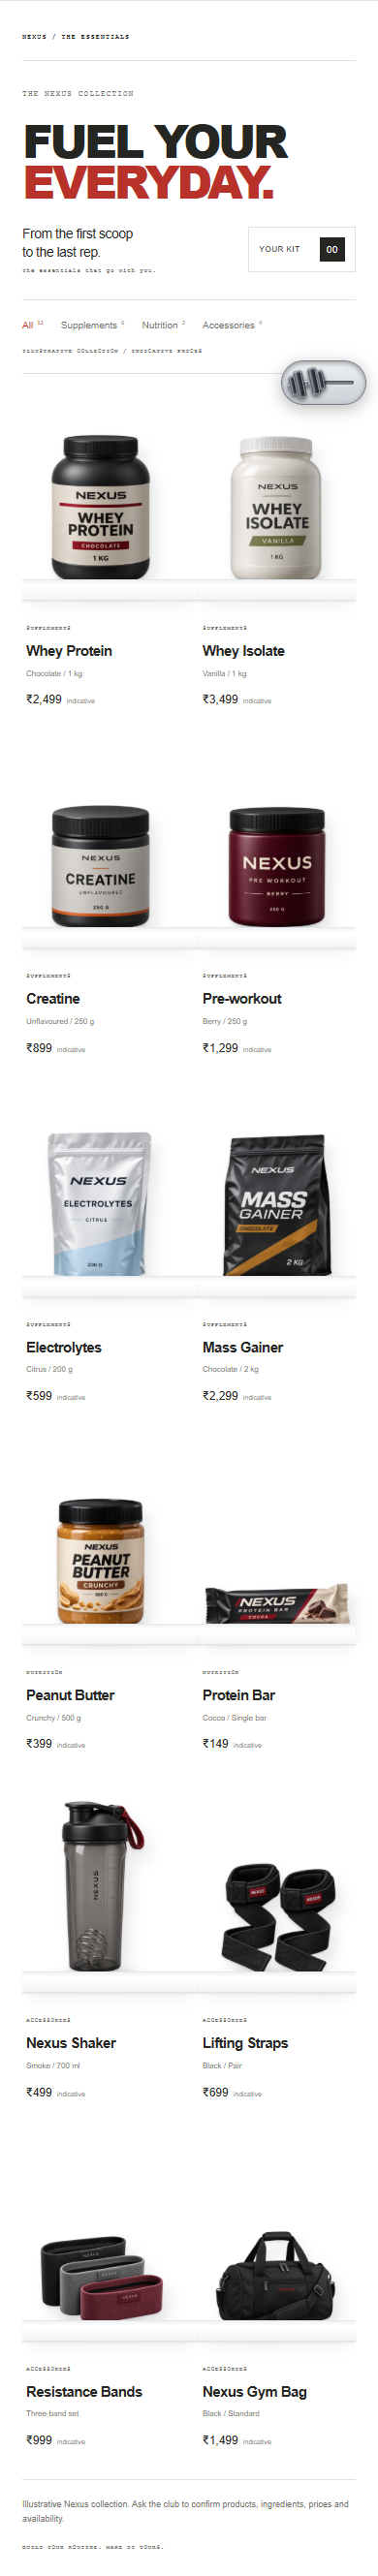 NEXUS / THE ESSENTIALS
THE NEXUS COLLECTION
FUEL YOUR
EVERYDAY.
From the first scoop
to the last rep.
The essentials that go with you.
YOUR KIT 00
All 12 Supplements 6 Nutrition 2 Accessories 4
ILLUSTRATIVE COLLECTION / INDICATIVE PRICES
NEXUS
WHEY
PROTEIN
CHOCOLATE
1 KG
NEXUS
WHEY
ISOLATE
VANILLA
1 KG
SUPPLEMENTS
Whey Protein
Chocolate / 1 kg
₹2,499 indicative
SUPPLEMENTS
Whey Isolate
Vanilla / 1 kg
₹3,499 indicative
NEXUS
CREATINE
UNFLAVOURED
250 G
NEXUS
PRE WORKOUT
BERRY
250 G
SUPPLEMENTS
Creatine
Unflavoured / 250 g
₹899 indicative
SUPPLEMENTS
Pre-workout
Berry / 250 g
₹1,299 indicative
NEXUS
ELECTROLYTES
CITRUS
200 G
NEXUS
MASS
GAINER
CHOCOLATE
2 KG
SUPPLEMENTS
Electrolytes
Citrus / 200 g
₹599 indicative
SUPPLEMENTS
Mass Gainer
Chocolate / 2 kg
₹2,299 indicative
NEXUS
PEANUT
BUTTER
CRUNCHY
500 G
NEXUS
PROTEIN BAR
COCOA
NUTRITION
Peanut Butter
Crunchy / 500 g
₹399 indicative
NUTRITION
Protein Bar
Cocoa / Single bar
₹149 indicative
NEXUS
NEXUS
NEXUS
ACCESSORIES
Nexus Shaker
Smoke / 700 ml
₹499 indicative
ACCESSORIES
Lifting Straps
Black / Pair
₹699 indicative
NEXUS
NEXUS
NEXUS
ACCESSORIES
Resistance Bands
Three-band set
₹999 indicative
ACCESSORIES
Nexus Gym Bag
Black / Standard
₹1,499 indicative
Illustrative Nexus collection. Ask the club to confirm products, ingredients, prices and
availability.
BUILD YOUR ROUTINE. MAKE IT YOURS.